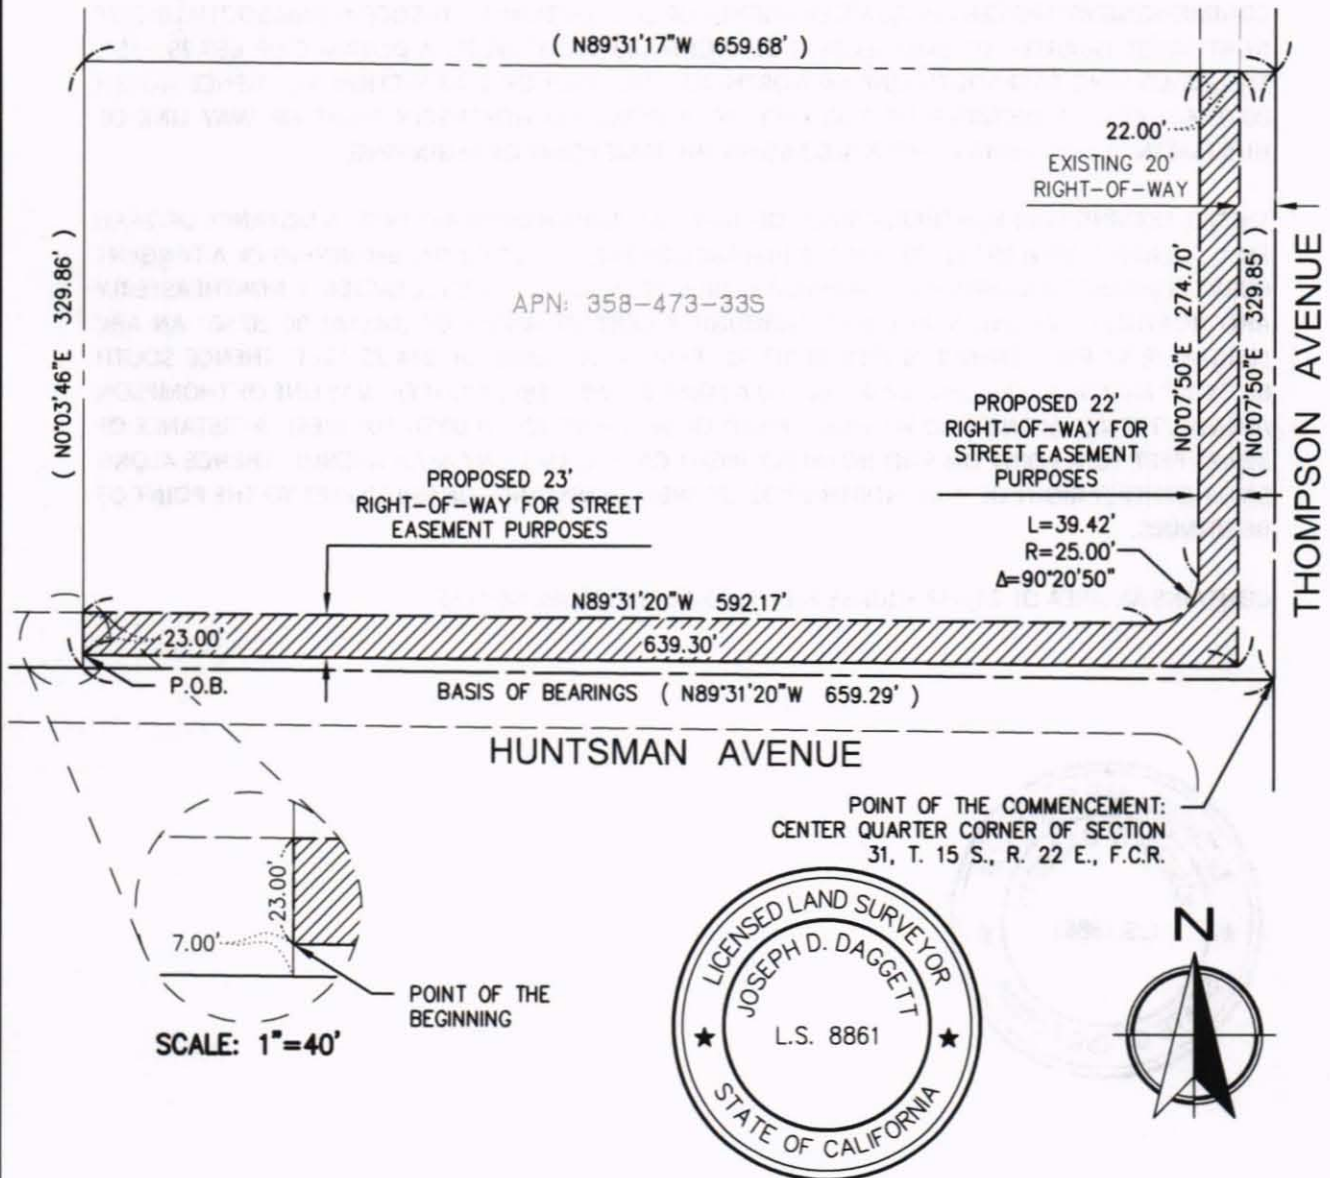 ( N89°31'17"W 659.68' )
22.00'
EXISTING 20'
RIGHT-OF-WAY
( N0°03'46"E 329.86' )
APN: 358-473-33S
N0°07'50"E 274.70'
( N0°07'50"E 329.85' )
THOMPSON AVENUE
PROPOSED 22'
RIGHT-OF-WAY FOR
STREET EASEMENT
PURPOSES
PROPOSED 23'
RIGHT-OF-WAY FOR STREET
EASEMENT PURPOSES
L=39.42'
R=25.00'
Δ=90°20'50"
N89°31'20"W 592.17'
23.00'
639.30'
P.O.B.
BASIS OF BEARINGS ( N89°31'20"W 659.29' )
HUNTSMAN AVENUE
POINT OF THE COMMENCEMENT:
CENTER QUARTER CORNER OF SECTION
31, T. 15 S., R. 22 E., F.C.R.
23.00'
7.00'
POINT OF THE
BEGINNING
SCALE: 1"=40'
LICENSED LAND SURVEYOR
JOSEPH D. DAGGETT
L.S. 8861
STATE OF CALIFORNIA
N